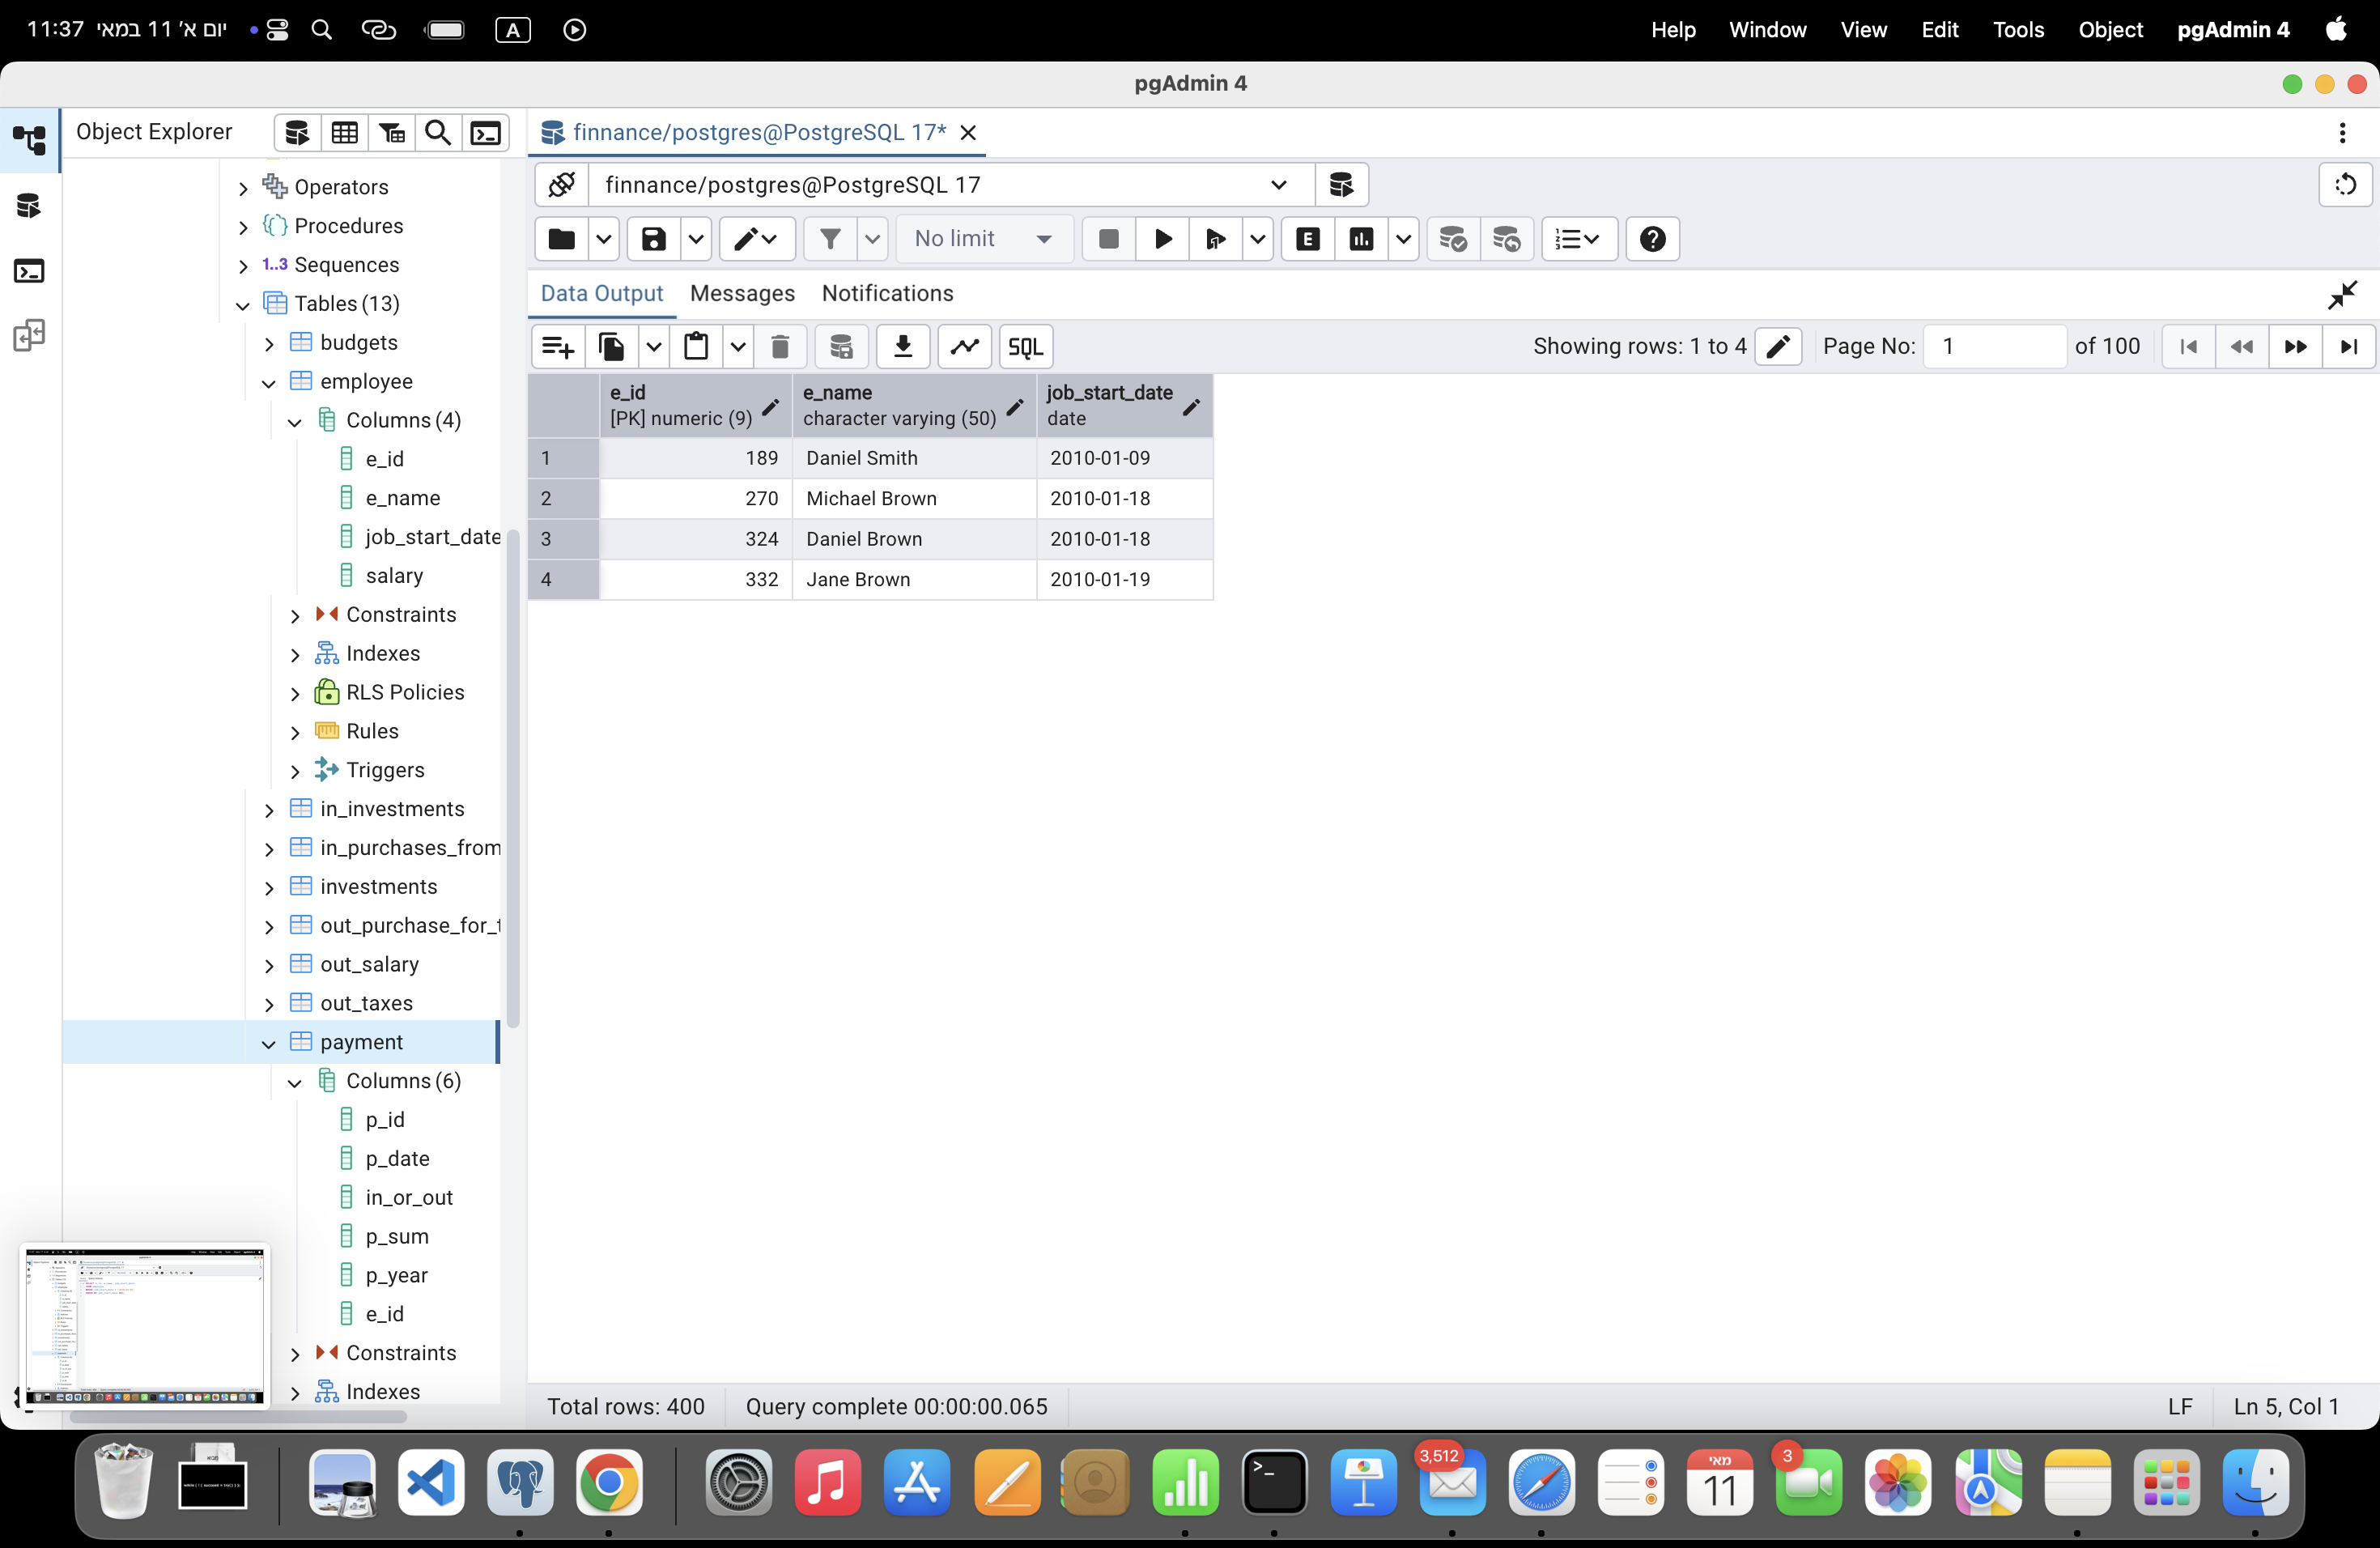 11:37 יום א׳ 11 במאי A Help Window View Edit Tools Object pgAdmin 4
pgAdmin 4
Object Explorer
finnance/postgres@PostgreSQL 17*
Operators
Procedures
1..3 Sequences
Tables (13)
budgets
employee
Columns (4)
e_id
e_name
job_start_date
salary
Constraints
Indexes
RLS Policies
Rules
Triggers
in_investments
in_purchases_from
investments
out_purchase_for_t
out_salary
out_taxes
payment
Columns (6)
p_id
p_date
in_or_out
p_sum
p_year
e_id
Constraints
Indexes
finnance/postgres@PostgreSQL 17
No limit E
Data Output Messages Notifications
SQL Showing rows: 1 to 4 Page No: 1 of 100
e_id e_name job_start_date
[PK] numeric (9) character varying (50) date
1 189 Daniel Smith 2010-01-09
2 270 Michael Brown 2010-01-18
3 324 Daniel Brown 2010-01-18
4 332 Jane Brown 2010-01-19
Total rows: 400 Query complete 00:00:00.065 LF Ln 5, Col 1
3,512
מאי
11
3